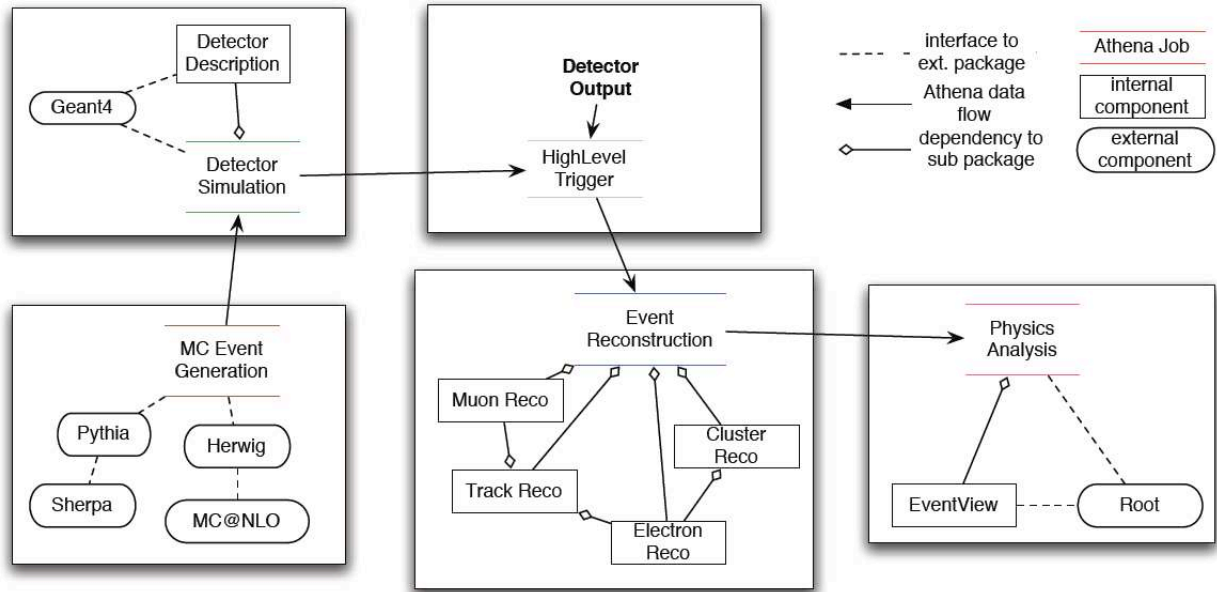 Detector
Description
Geant4
Detector
Simulation
Detector
Output
HighLevel
Trigger
interface to
ext. package
Athena data
flow
dependency to
sub package
Athena Job
internal
component
external
component
MC Event
Generation
Pythia
Herwig
Sherpa
MC@NLO
Event
Reconstruction
Muon Reco
Cluster
Reco
Track Reco
Electron
Reco
Physics
Analysis
EventView
Root